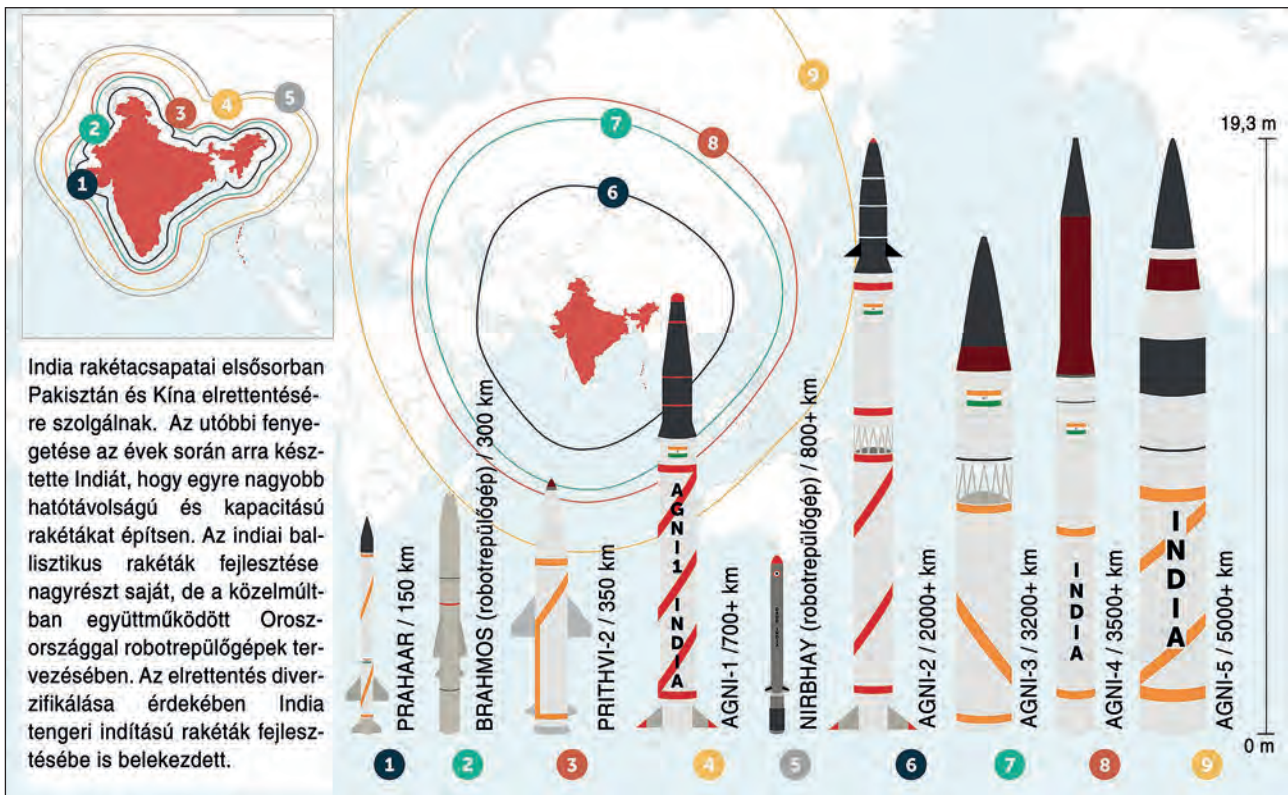 1
2
3
4
5
6
7
8
9
19,3 m
0 m
India rakétacsapatai elsősorban
Pakisztán és Kína elrettentésé-
re szolgálnak. Az utóbbi fenye-
getése az évek során arra kész-
tette Indiát, hogy egyre nagyobb
hatótávolságú és kapacitású
rakétákat építsen. Az indiai bal-
lisztikus rakéták fejlesztése
nagyrészt saját, de a közelmúlt-
ban együttműködött Orosz-
országgal robotrepülőgépek ter-
vezésében. Az elrettentés diver-
zifikálása érdekében India
tengeri indítású rakéták fejlesz-
tésébe is belekezdett.
PRAHAAR / 150 km
BRAHMOS (robotrepülőgép) / 300 km
PRITHVI-2 / 350 km
AGNI1 INDIA
AGNI-1 /700+ km
NIRBHAY (robotrepülőgép) / 800+ km
AGNI-2 / 2000+ km
AGNI-3 / 3200+ km
INDIA
AGNI-4 / 3500+ km
INDIA
AGNI-5 / 5000+ km
1
2
3
4
5
6
7
8
9